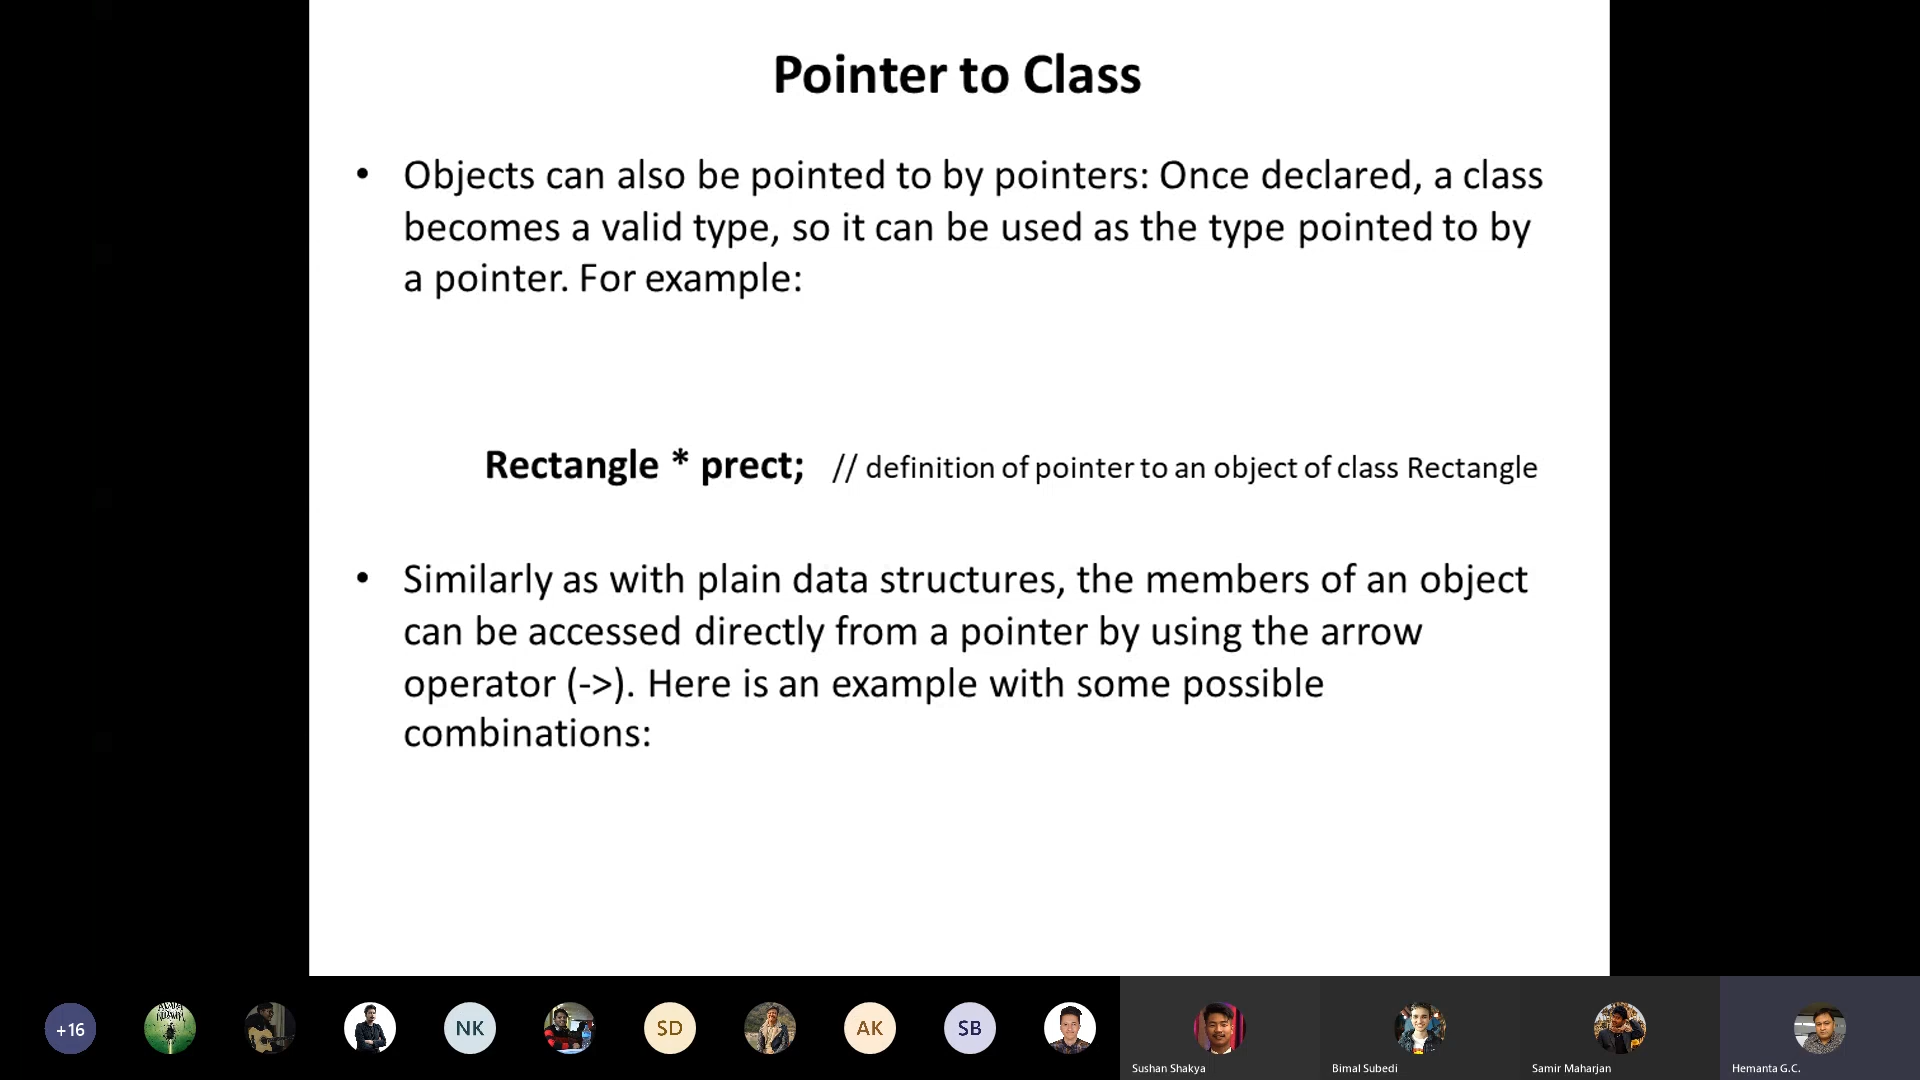 Pointer to Class
• Objects can also be pointed to by pointers: Once declared, a class
becomes a valid type, so it can be used as the type pointed to by
a pointer. For example:
Rectangle * prect; // definition of pointer to an object of class Rectangle
• Similarly as with plain data structures, the members of an object
can be accessed directly from a pointer by using the arrow
operator (->). Here is an example with some possible
combinations:
+16
NK
SD
AK
SB
Sushan Shakya
Bimal Subedi
Samir Maharjan
Hemanta G.C.